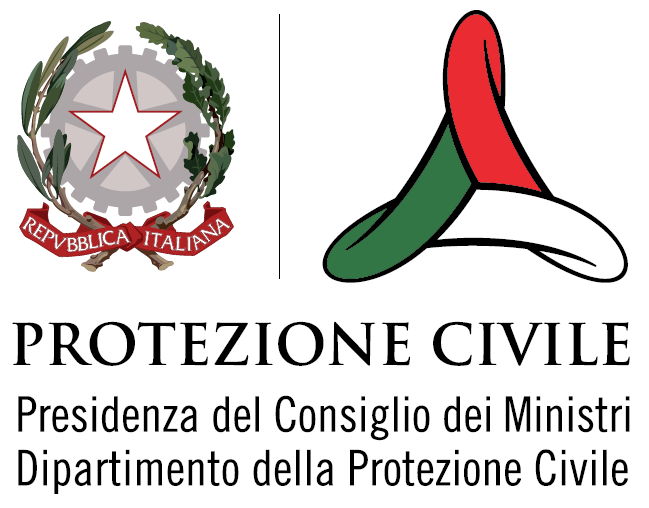 REPVBBLICA ITALIANA
PROTEZIONE CIVILE
Presidenza del Consiglio dei Ministri
Dipartimento della Protezione Civile